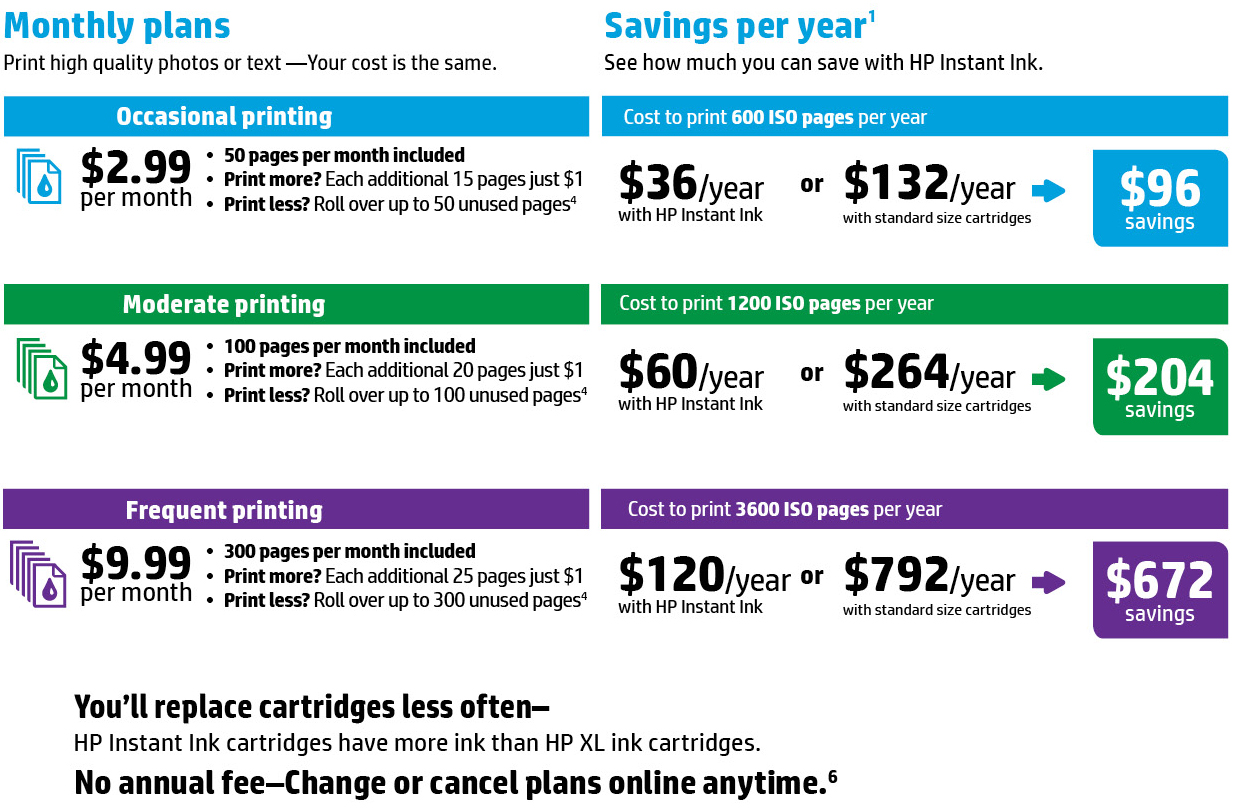 Monthly plans
Print high quality photos or text —Your cost is the same.
Savings per year¹
See how much you can save with HP Instant Ink.
Occasional printing
$2.99
per month
• 50 pages per month included
• Print more? Each additional 15 pages just $1
• Print less? Roll over up to 50 unused pages⁴
Cost to print 600 ISO pages per year
$36/year
with HP Instant Ink
or
$132/year
with standard size cartridges
$96
savings
Moderate printing
$4.99
per month
• 100 pages per month included
• Print more? Each additional 20 pages just $1
• Print less? Roll over up to 100 unused pages⁴
Cost to print 1200 ISO pages per year
$60/year
with HP Instant Ink
or
$264/year
with standard size cartridges
$204
savings
Frequent printing
$9.99
per month
• 300 pages per month included
• Print more? Each additional 25 pages just $1
• Print less? Roll over up to 300 unused pages⁴
Cost to print 3600 ISO pages per year
$120/year
with HP Instant Ink
or
$792/year
with standard size cartridges
$672
savings
You’ll replace cartridges less often–
HP Instant Ink cartridges have more ink than HP XL ink cartridges.
No annual fee–Change or cancel plans online anytime.⁶